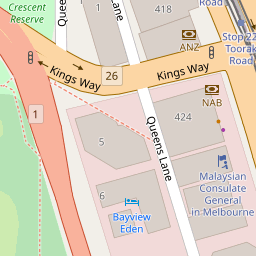 Crescent
Reserve
Queens
Lane
418
Road
ANZ
Stop 22
Toorak
Road
Kings Way
26
Kings Way
NAB
1
5
Queens Lane
424
Malaysian
Consulate
General
in Melbourne
6
Bayview
Eden